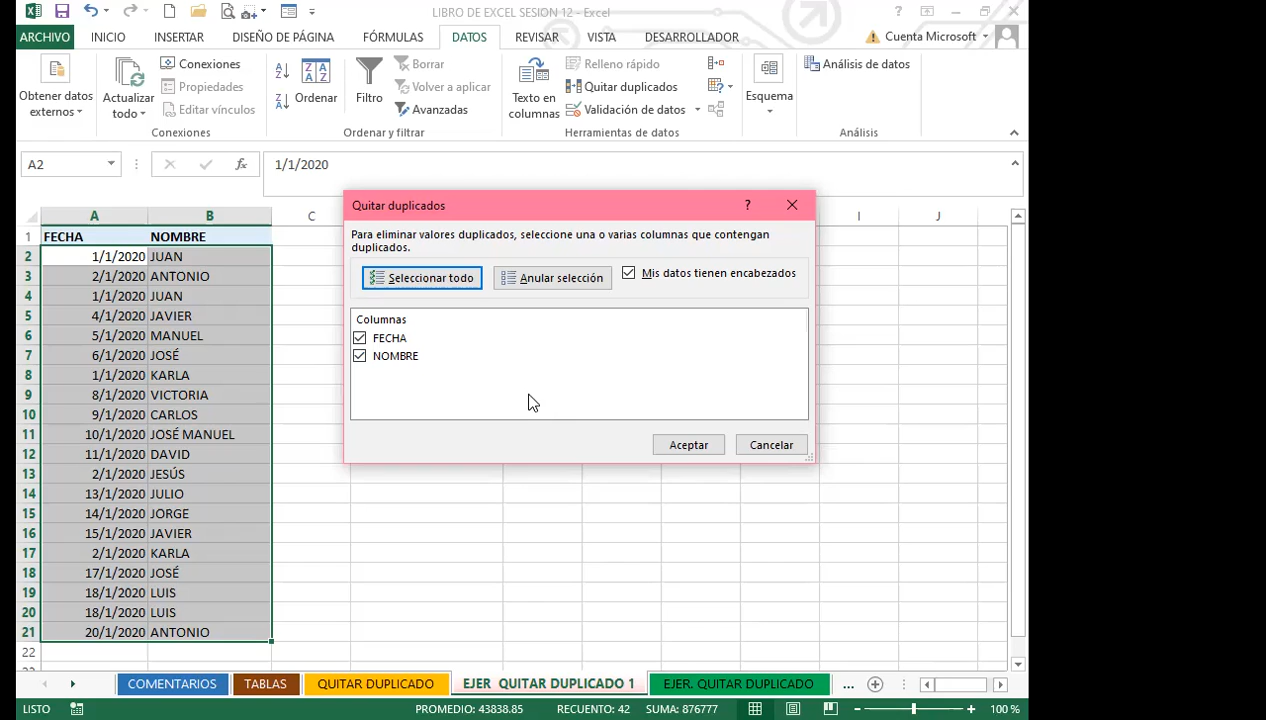 LIBRO DE EXCEL SESION 12 - Excel
ARCHIVO INICIO INSERTAR DISEÑO DE PÁGINA FÓRMULAS DATOS REVISAR VISTA DESARROLLADOR Cuenta Microsoft
Obtener datos externos
Actualizar todo
Conexiones
Propiedades
Editar vínculos
Conexiones
Ordenar
Filtro
Borrar
Volver a aplicar
Avanzadas
Ordenar y filtrar
Texto en columnas
Relleno rápido
Quitar duplicados
Validación de datos
Herramientas de datos
Esquema
Análisis de datos
Análisis
A2 fx 1/1/2020
A B C I J
1 FECHA NOMBRE
2 1/1/2020 JUAN
3 2/1/2020 ANTONIO
4 1/1/2020 JUAN
5 4/1/2020 JAVIER
6 5/1/2020 MANUEL
7 6/1/2020 JOSÉ
8 1/1/2020 KARLA
9 8/1/2020 VICTORIA
10 9/1/2020 CARLOS
11 10/1/2020 JOSÉ MANUEL
12 11/1/2020 DAVID
13 2/1/2020 JESÚS
14 13/1/2020 JULIO
15 14/1/2020 JORGE
16 15/1/2020 JAVIER
17 2/1/2020 KARLA
18 17/1/2020 JOSÉ
19 18/1/2020 LUIS
20 18/1/2020 LUIS
21 20/1/2020 ANTONIO
22
Quitar duplicados ?
Para eliminar valores duplicados, seleccione una o varias columnas que contengan
duplicados.
Seleccionar todo Anular selección Mis datos tienen encabezados
Columnas
FECHA
NOMBRE
Aceptar Cancelar
COMENTARIOS TABLAS QUITAR DUPLICADO EJER QUITAR DUPLICADO 1 EJER. QUITAR DUPLICADO ...
LISTO PROMEDIO: 43838.85 RECUENTO: 42 SUMA: 876777 100 %